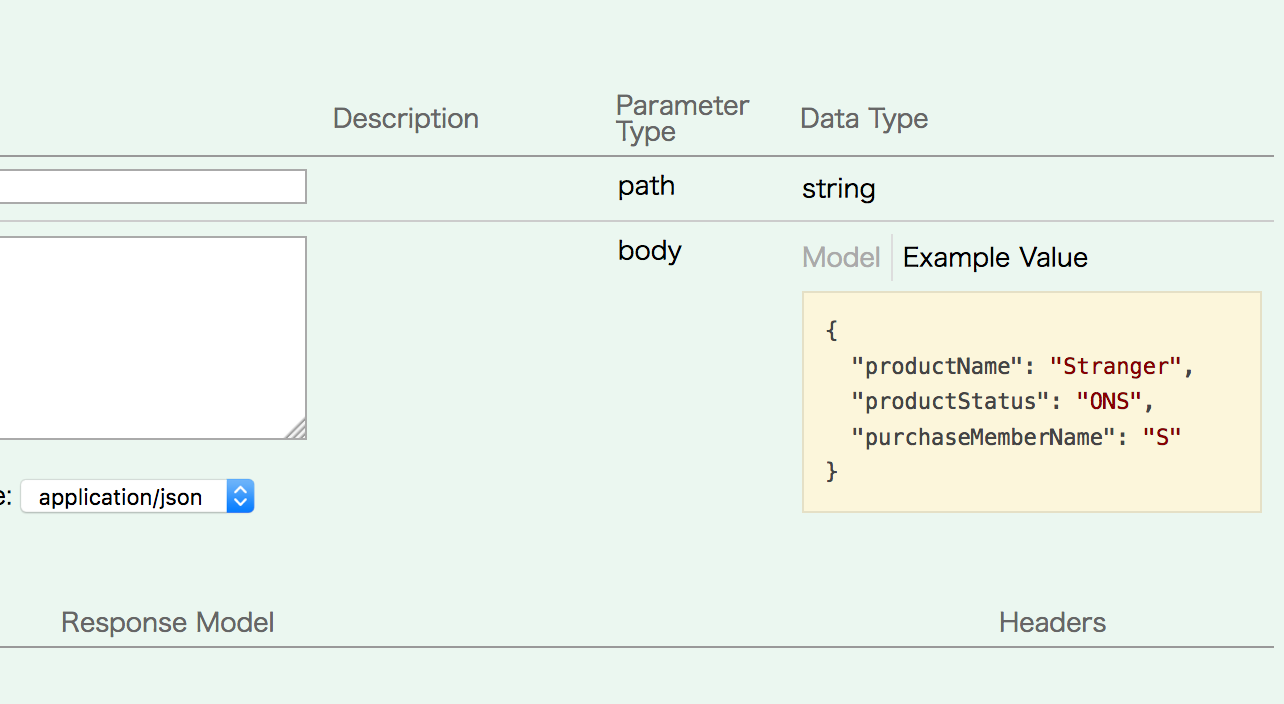 Description
Parameter
Type
Data Type
path
string
body
Model
Example Value
{
"productName": "Stranger",
"productStatus": "ONS",
"purchaseMemberName": "S"
}
e:
application/json
Response Model
Headers